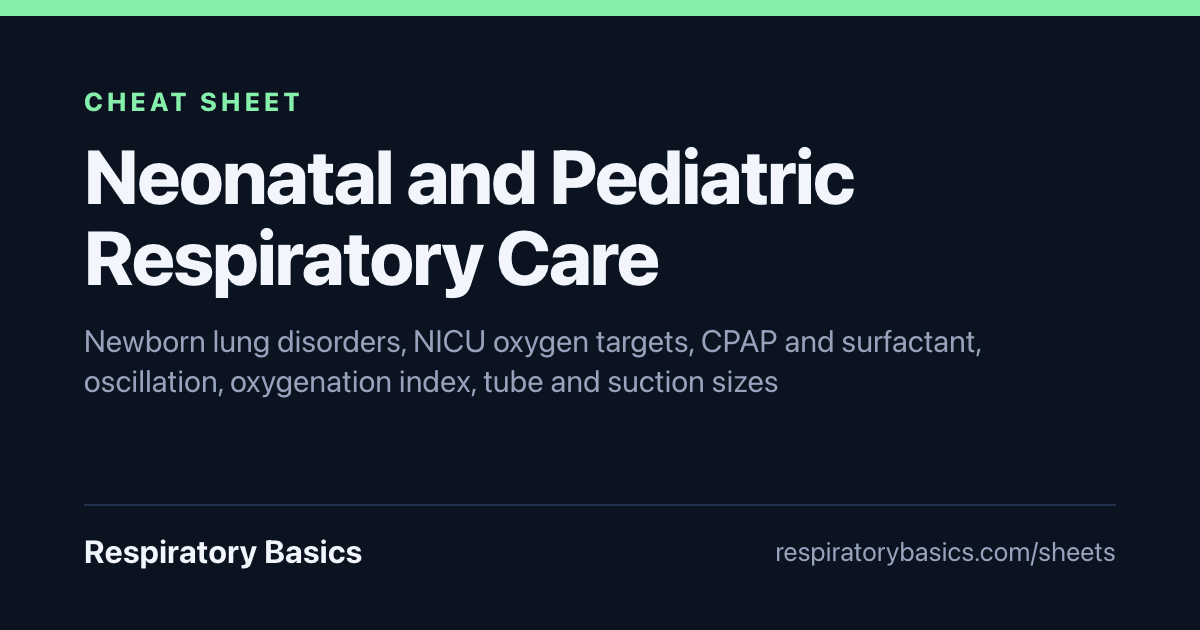 CHEAT SHEET
Neonatal and Pediatric
Respiratory Care
Newborn lung disorders, NICU oxygen targets, CPAP and surfactant,
oscillation, oxygenation index, tube and suction sizes
Respiratory Basics
respiratorybasics.com/sheets